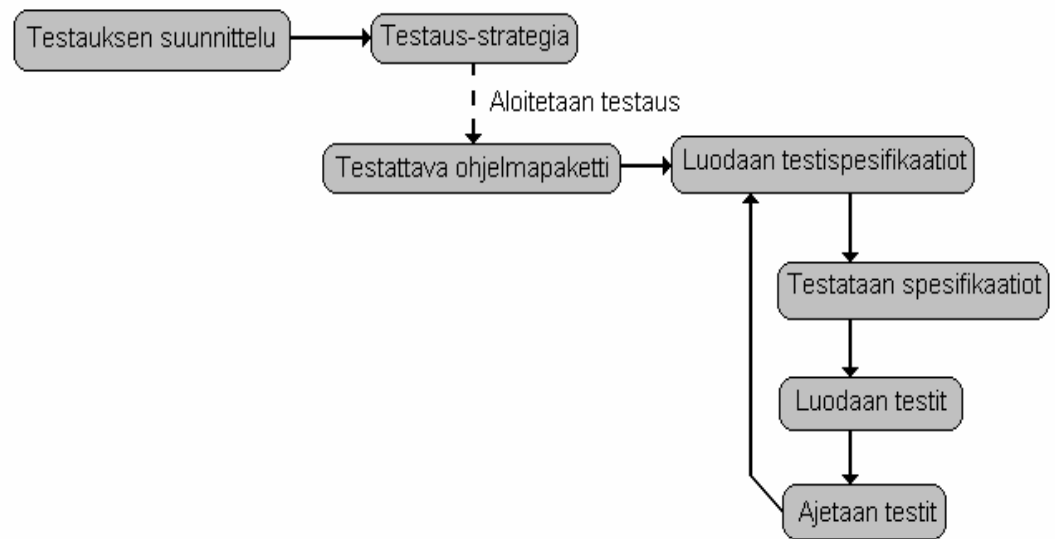 Testauksen suunnittelu
Testaus-strategia
Aloitetaan testaus
Testattava ohjelmapaketti
Luodaan testispesifikaatiot
Testataan spesifikaatiot
Luodaan testit
Ajetaan testit